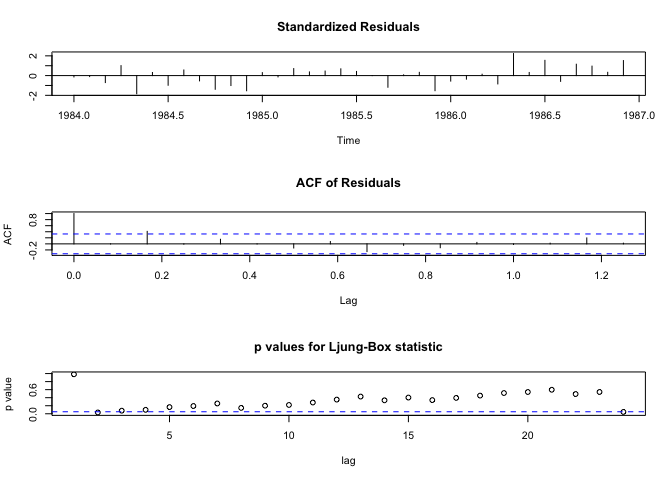 Standardized Residuals
2
0
-2
1984.0 1984.5 1985.0 1985.5 1986.0 1986.5 1987.0
Time
ACF of Residuals
ACF
0.8
-0.2
0.0 0.2 0.4 0.6 0.8 1.0 1.2
Lag
p values for Ljung-Box statistic
p value
0.6
0.0
5 10 15 20
lag